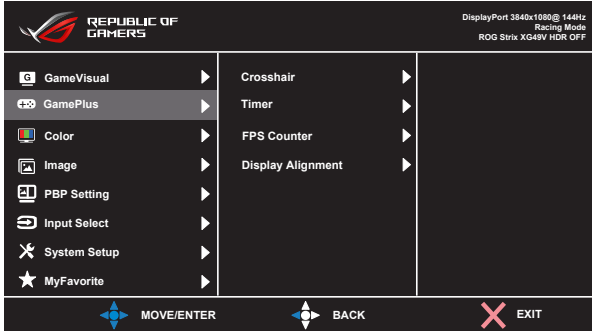 REPUBLIC OF
GAMERS
DisplayPort 3840x1080@ 144Hz
Racing Mode
ROG Strix XG49V HDR OFF
G GameVisual
GamePlus
Color
Image
PBP Setting
Input Select
System Setup
MyFavorite
Crosshair
Timer
FPS Counter
Display Alignment
MOVE/ENTER
BACK
EXIT